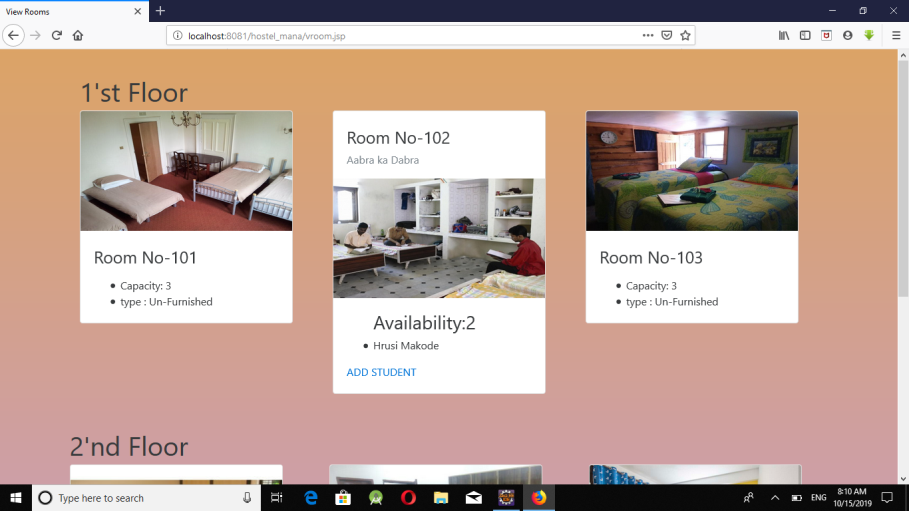 View Rooms
localhost:8081/hostel_mana/vroom.jsp
1'st Floor
Room No-101
Capacity: 3
type : Un-Furnished
Room No-102
Aabra ka Dabra
Availability:2
Hrusi Makode
ADD STUDENT
Room No-103
Capacity: 3
type : Un-Furnished
2'nd Floor
Type here to search
ENG
8:10 AM
10/15/2019